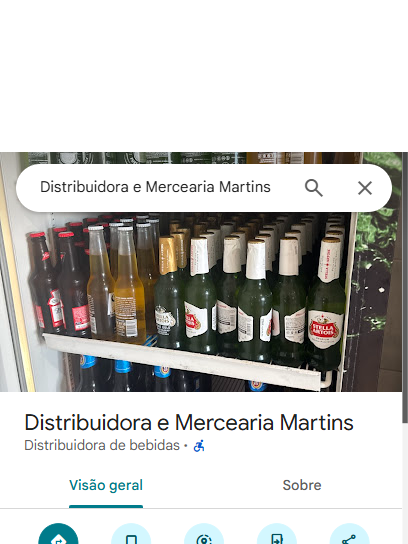 Distribuidora e Mercearia Martins
STELLA
ARTOIS
Distribuidora e Mercearia Martins
Distribuidora de bebidas ·
Visão geral
Sobre